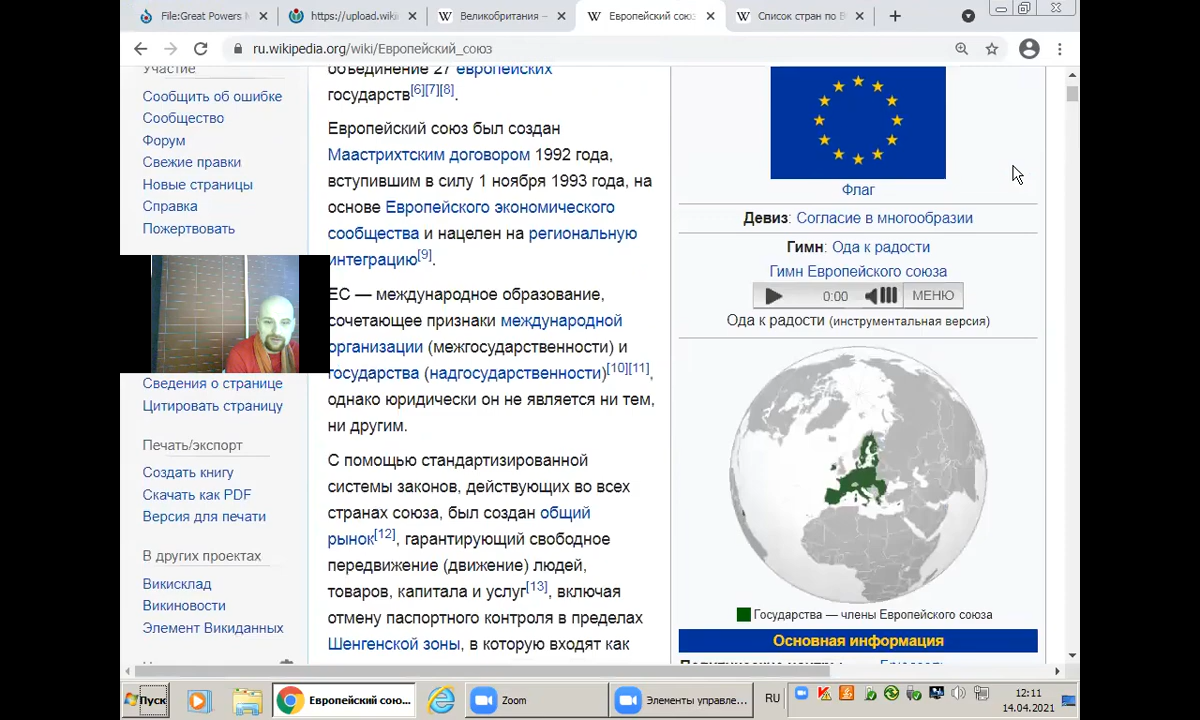 File:Great Powers
https://upload.wiki
Великобритания –
Европейский сою
Список стран по В
ru.wikipedia.org/wiki/Европейский_союз
Участие
Сообщить об ошибке
Сообщество
Форум
Свежие правки
Новые страницы
Справка
Пожертвовать
Сведения о странице
Цитировать страницу
Печать/экспорт
Создать книгу
Скачать как PDF
Версия для печати
В других проектах
Викисклад
Викиновости
Элемент Викиданных
объединение 27 европейских
государств[6][7][8].
Европейский союз был создан
Маастрихтским договором 1992 года,
вступившим в силу 1 ноября 1993 года, на
основе Европейского экономического
сообщества и нацелен на региональную
интеграцию[9].
ЕС — международное образование,
сочетающее признаки международной
организации (межгосударственности) и
государства (надгосударственности)[10][11],
однако юридически он не является ни тем,
ни другим.
С помощью стандартизированной
системы законов, действующих во всех
странах союза, был создан общий
рынок[12], гарантирующий свободное
передвижение (движение) людей,
товаров, капитала и услуг[13], включая
отмену паспортного контроля в пределах
Шенгенской зоны, в которую входят как
Флаг
Девиз: Согласие в многообразии
Гимн: Ода к радости
Гимн Европейского союза
0:00 МЕНЮ
Ода к радости (инструментальная версия)
Государства — члены Европейского союза
Основная информация
Пуск
Европейский сою...
Zoom
Элементы управле...
RU
12:11
14.04.2021